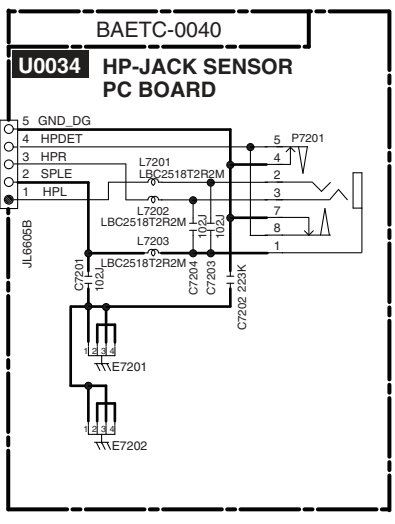 BAETC-0040
U0034 HP-JACK SENSOR
PC BOARD
5 GND_DG
4 HPDET
3 HPR
2 SPLE
1 HPL
JL6605B
L7201
LBC2518T2R2M
L7202
LBC2518T2R2M
L7203
LBC2518T2R2M
5 P7201
4
2
3
7
8
1
C7201
102J
C7204
102J
C7203
102J
C7202 223K
1 2 3 4
E7201
1 2 3 4
E7202